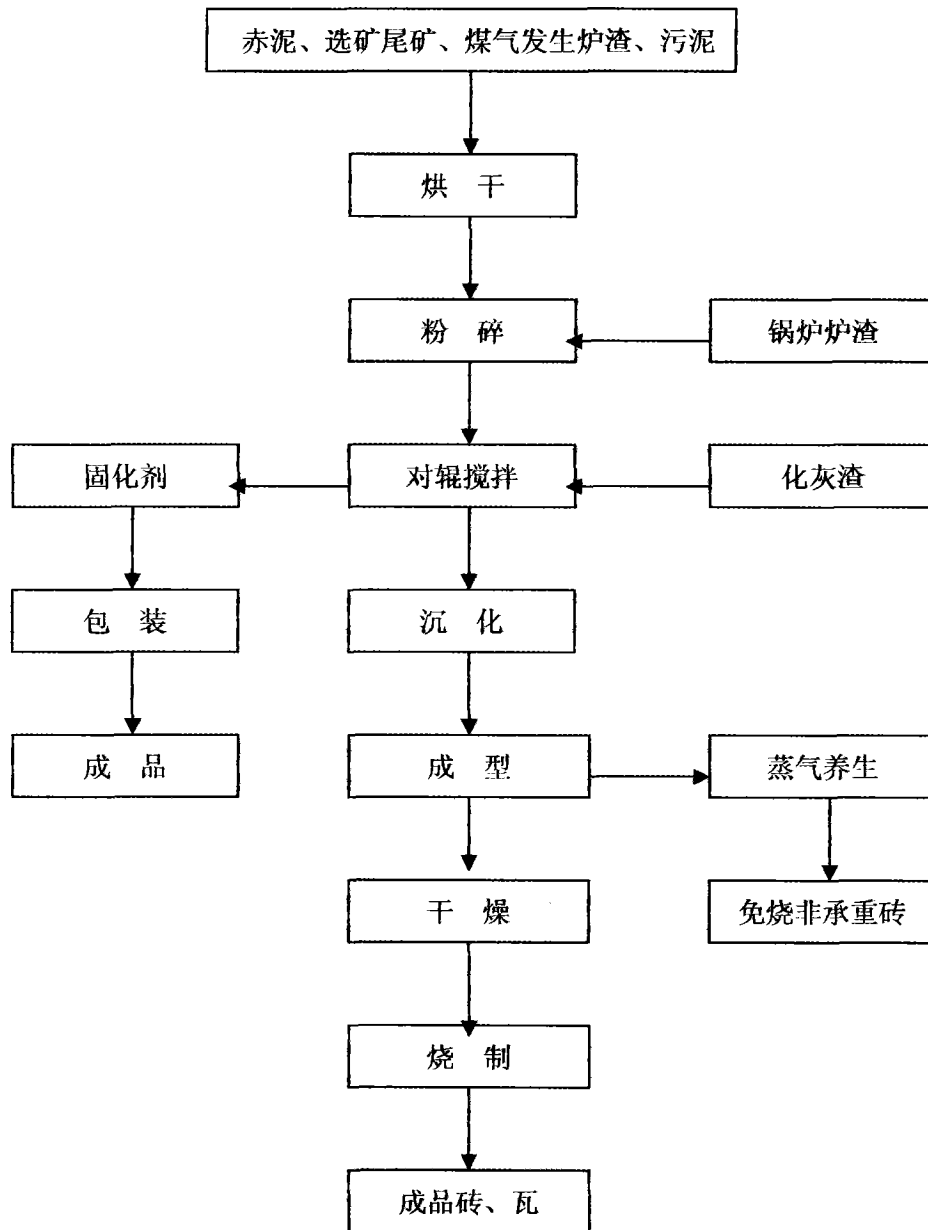 赤泥、选矿尾矿、煤气发生炉渣、污泥
烘 干
粉 碎
锅炉炉渣
固化剂
对辊搅拌
化灰渣
包 装
沉 化
成 品
成 型
蒸气养生
干 燥
免烧非承重砖
烧 制
成品砖、瓦